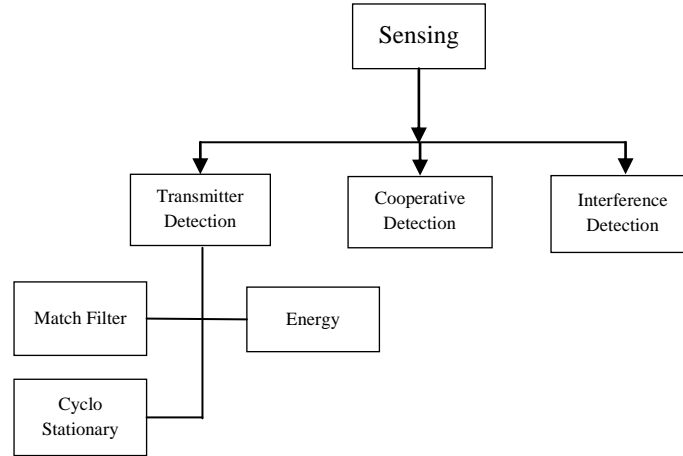 Sensing
Transmitter
Detection
Cooperative
Detection
Interference
Detection
Match Filter
Energy
Cyclo
Stationary